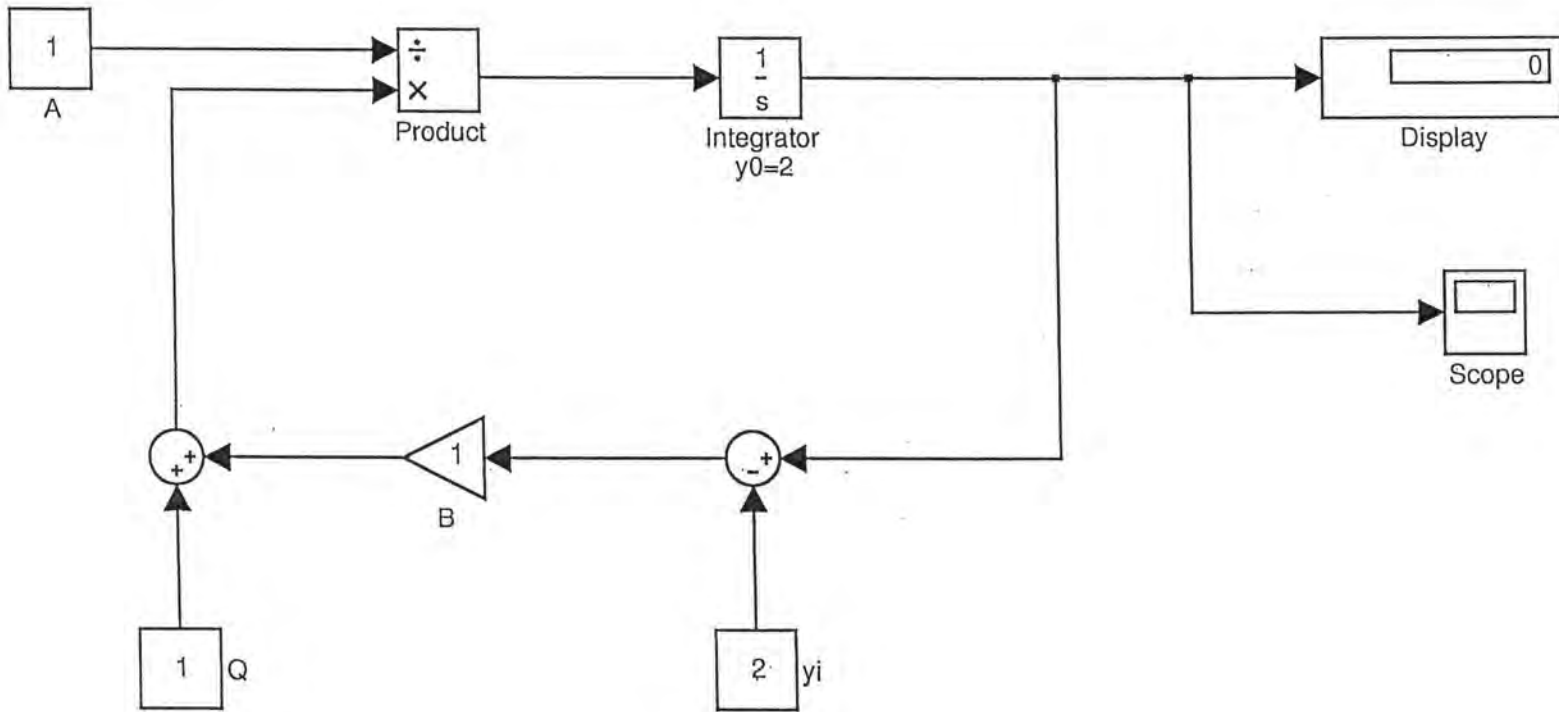 1
A
÷
×
Product
1
s
Integrator
y0=2
0
Display
Scope
+
+
1
B
+
−
1
Q
2
yi